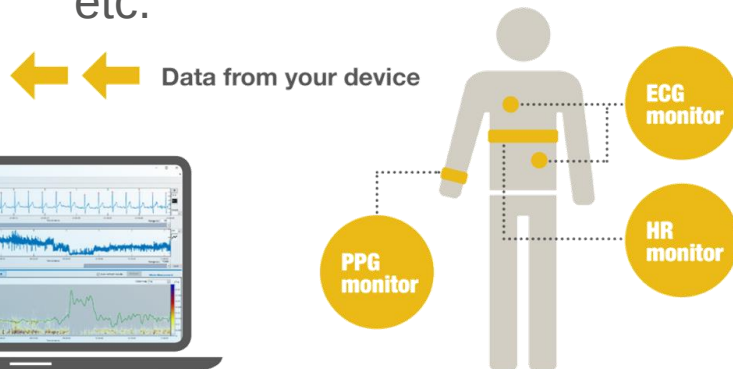 etc.
Data from your device
ECG
monitor
HR
monitor
PPG
monitor